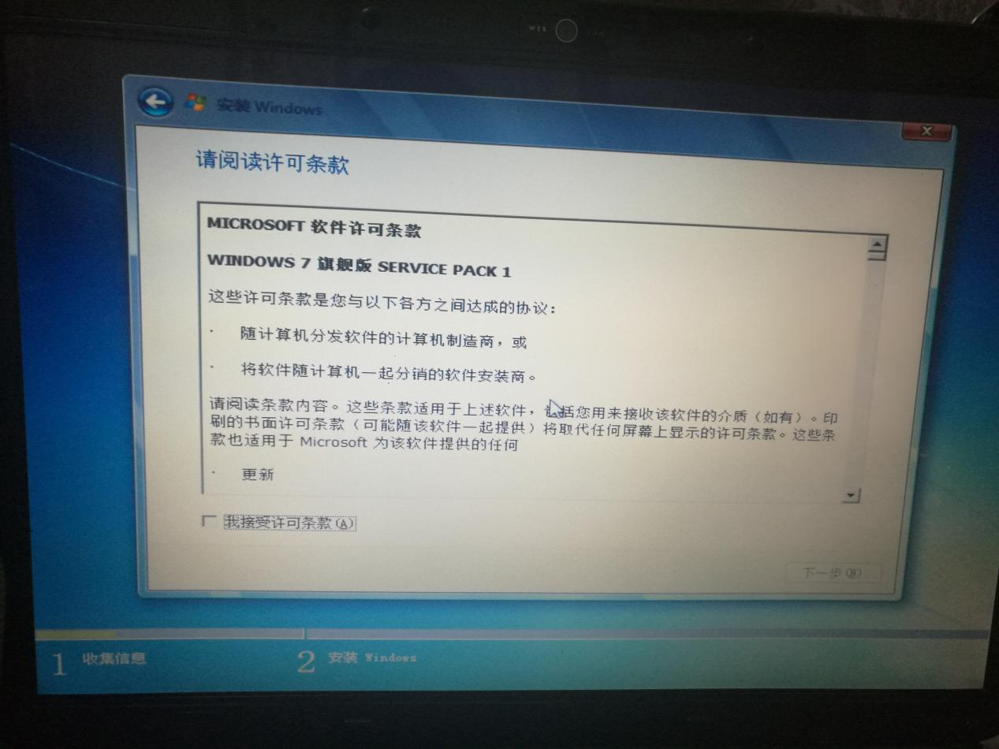 WEB
安装 Windows
请阅读许可条款
MICROSOFT 软件许可条款
WINDOWS 7 旗舰版 SERVICE PACK 1
这些许可条款是您与以下各方之间达成的协议：
· 随计算机分发软件的计算机制造商，或
· 将软件随计算机一起分销的软件安装商。
请阅读条款内容。这些条款适用于上述软件，包括您用来接收该软件的介质（如有）。印
刷的书面许可条款（可能随该软件一起提供）将取代任何屏幕上显示的许可条款。这些条
款也适用于 Microsoft 为该软件提供的任何
· 更新
我接受许可条款(A)
下一步(N)
1 收集信息
2 安装 Windows